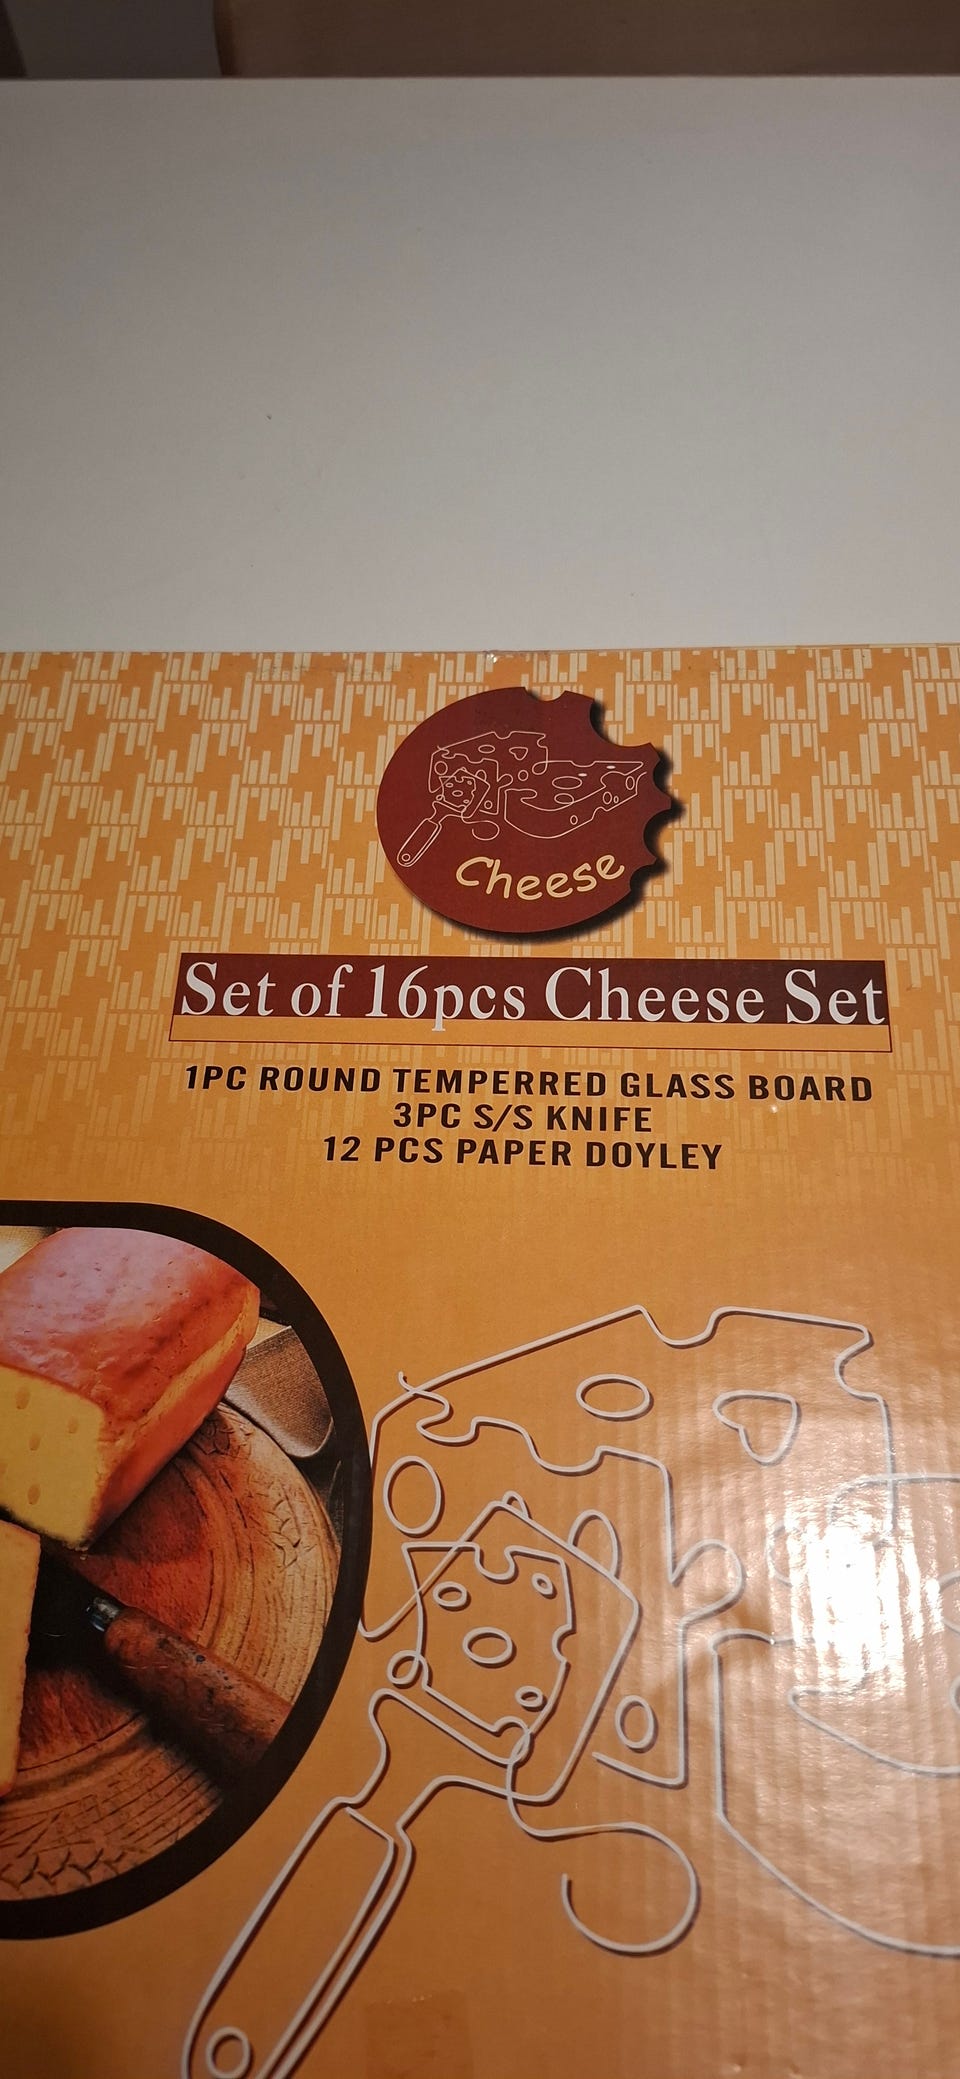 Cheese
Set of 16pcs Cheese Set
1PC ROUND TEMPERRED GLASS BOARD
3PC S/S KNIFE
12 PCS PAPER DOYLEY